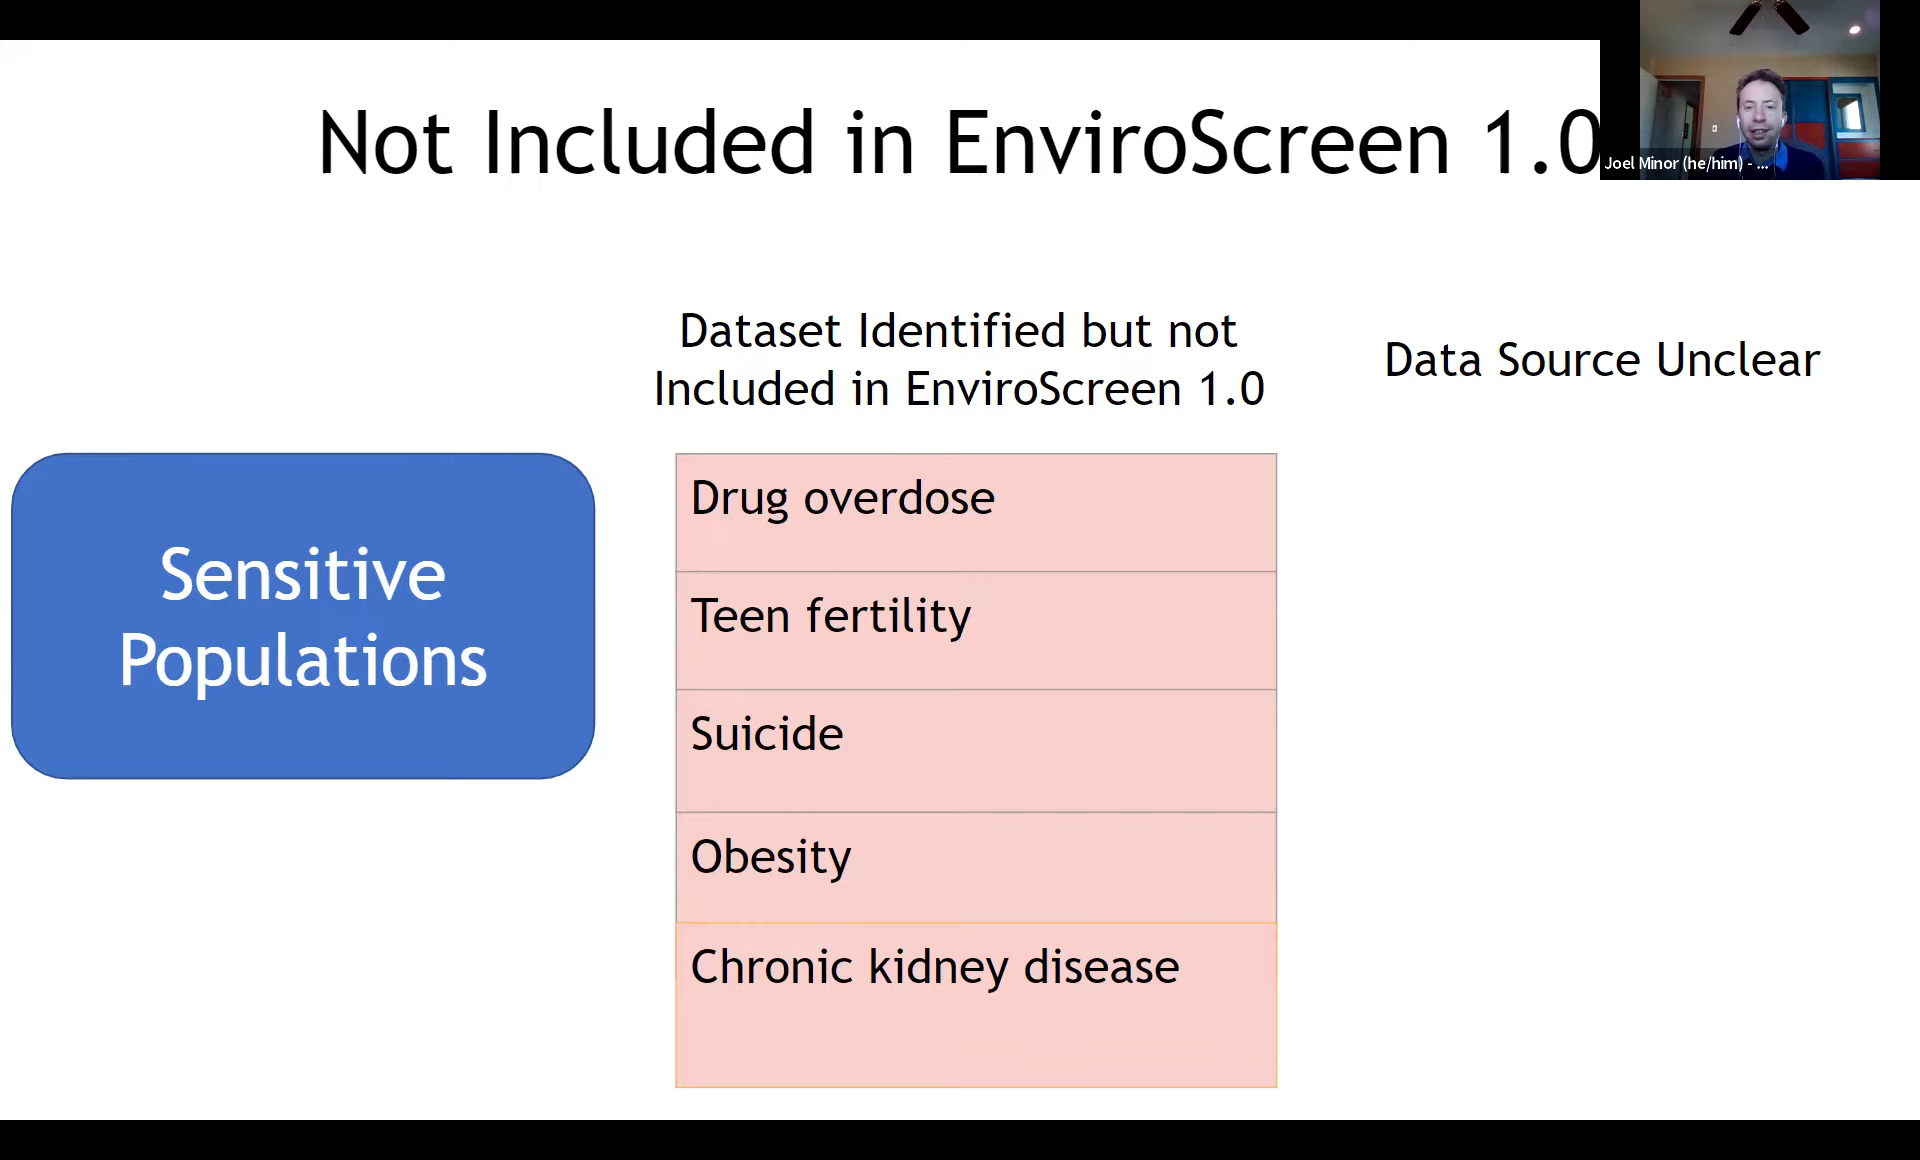 Not Included in EnviroScreen 1.0
Joel Minor (he/him) - ...
Dataset Identified but not
Included in EnviroScreen 1.0
Data Source Unclear
Sensitive
Populations
Drug overdose
Teen fertility
Suicide
Obesity
Chronic kidney disease